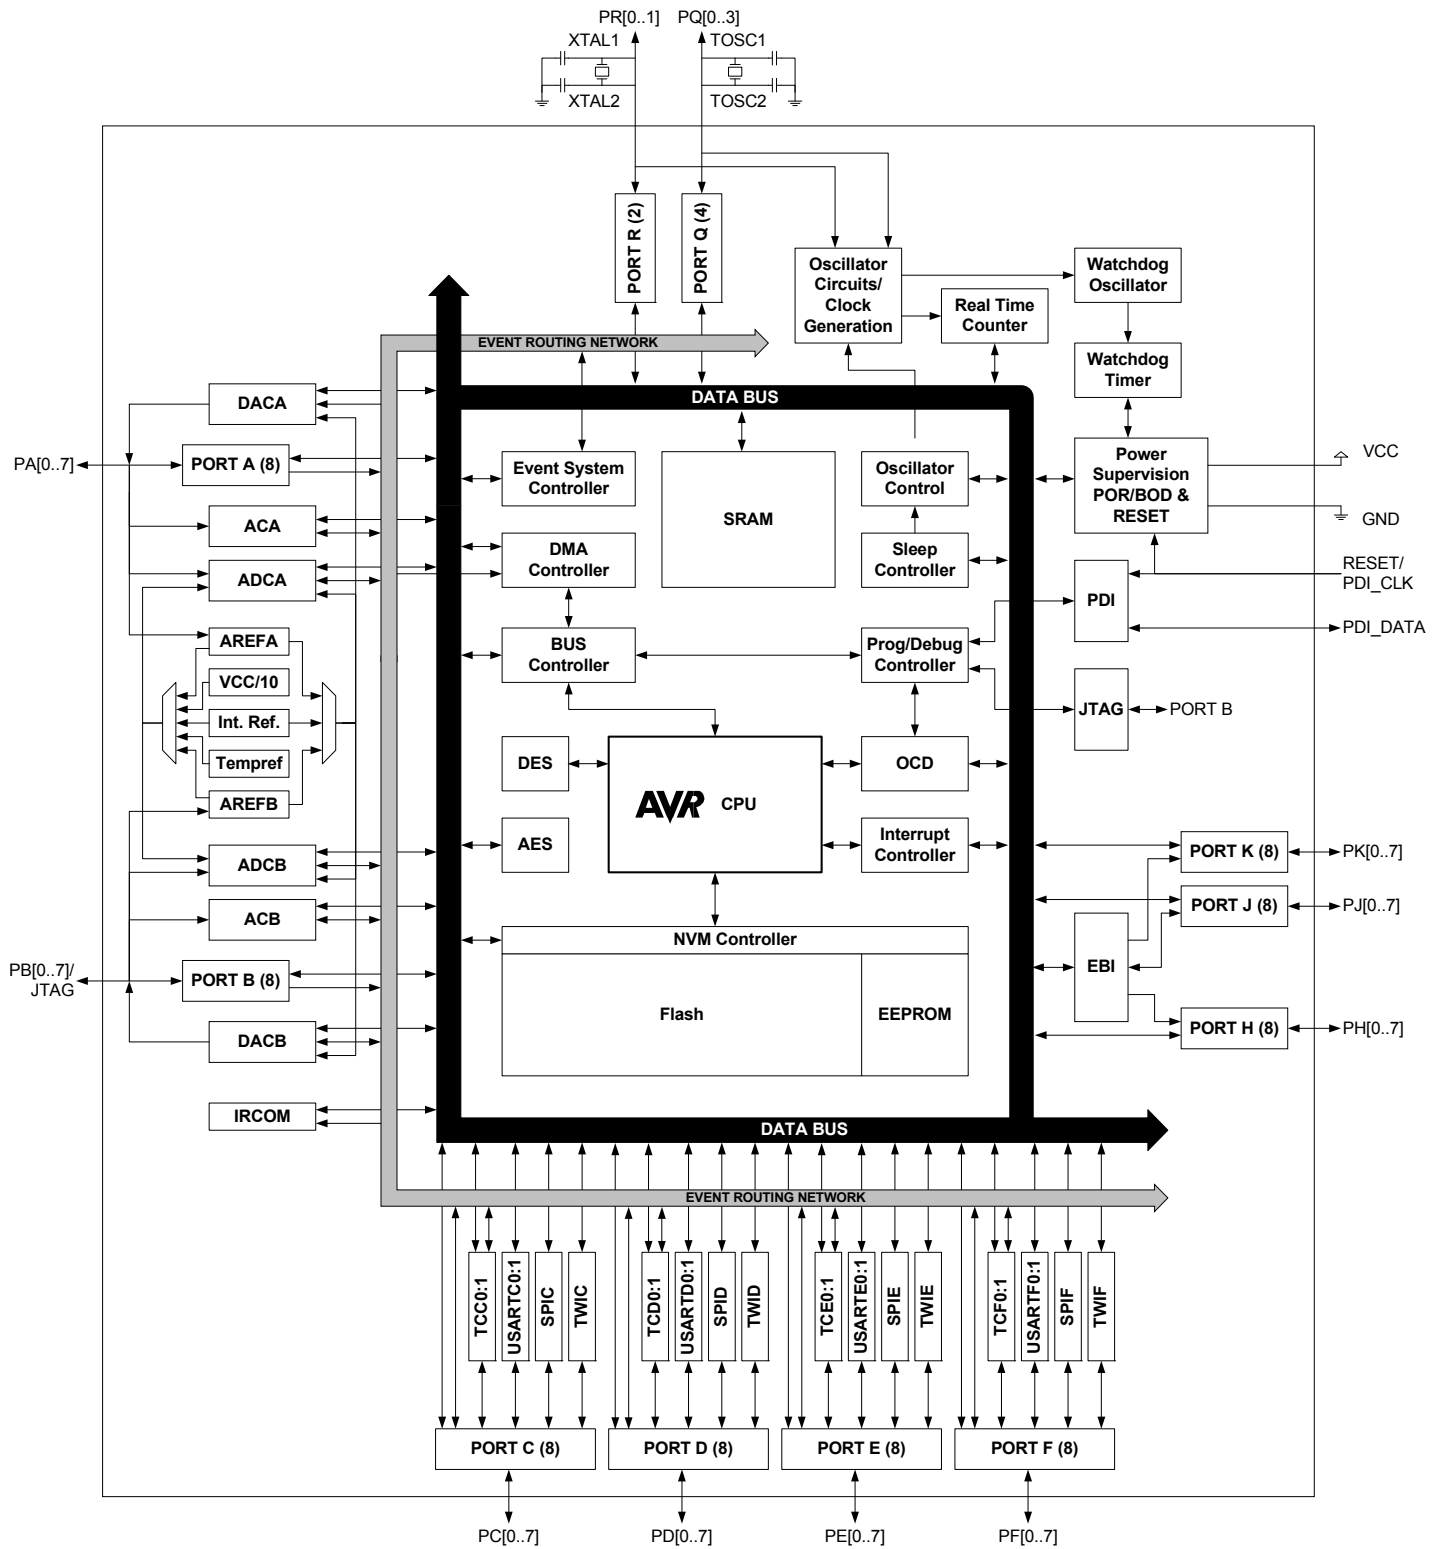 PR[0..1] PQ[0..3]
XTAL1 TOSC1
XTAL2 TOSC2
PORT R (2)
PORT Q (4)
Oscillator
Circuits/
Clock
Generation
Watchdog
Oscillator
Real Time
Counter
Watchdog
Timer
EVENT ROUTING NETWORK
DATA BUS
DACA
PA[0..7]
PORT A (8)
ACA
ADCA
AREFA
VCC/10
Int. Ref.
Tempref
AREFB
ADCB
ACB
PB[0..7]/
JTAG
PORT B (8)
DACB
IRCOM
Event System
Controller
SRAM
Oscillator
Control
Power
Supervision
POR/BOD &
RESET
VCC
GND
DMA
Controller
Sleep
Controller
RESET/
PDI_CLK
PDI
PDI_DATA
BUS
Controller
Prog/Debug
Controller
JTAG
PORT B
DES
AVR
CPU
OCD
AES
Interrupt
Controller
PORT K (8)
PK[0..7]
PORT J (8)
PJ[0..7]
EBI
PORT H (8)
PH[0..7]
NVM Controller
Flash
EEPROM
DATA BUS
EVENT ROUTING NETWORK
TCC0:1
USARTC0:1
SPIC
TWIC
TCD0:1
USARTD0:1
SPID
TWID
TCE0:1
USARTE0:1
SPIE
TWIE
TCF0:1
USARTF0:1
SPIF
TWIF
PORT C (8)
PORT D (8)
PORT E (8)
PORT F (8)
PC[0..7]
PD[0..7]
PE[0..7]
PF[0..7]